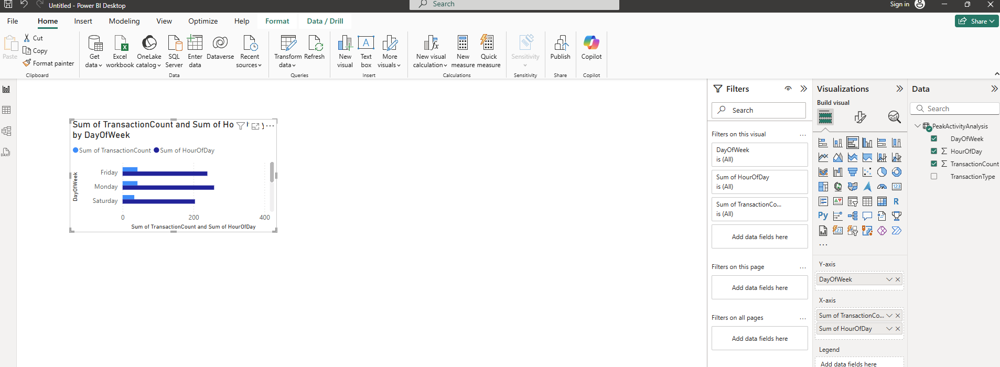 Untitled - Power BI Desktop
Search
Sign in
File Home Insert Modeling View Optimize Help Format Data / Drill
Share
Paste
Cut
Copy
Format painter
Clipboard
Get data
Excel workbook
OneLake catalog
SQL Server
Enter data
Dataverse
Recent sources
Data
Transform data
Refresh
Queries
New visual
Text box
More visuals
Insert
New visual calculation
New measure
Quick measure
Calculations
Sensitivity
Sensitivity
Publish
Share
Copilot
Copilot
Sum of TransactionCount and Sum of Ho
by DayOfWeek
Sum of TransactionCount Sum of HourOfDay
DayOfWeek
Friday
Monday
Saturday
0 200 400
Sum of TransactionCount and Sum of HourOfDay
Filters
Search
Filters on this visual ...
DayOfWeek
is (All)
Sum of HourOfDay
is (All)
Sum of TransactionCo...
is (All)
Add data fields here
Filters on this page ...
Add data fields here
Filters on all pages ...
Add data fields here
Visualizations
Build visual
123
R
Py
123
...
Y-axis
DayOfWeek
X-axis
Sum of TransactionCo...
Sum of HourOfDay
Legend
Add data fields here
Data
Search
PeakActivityAnalysis
DayOfWeek
∑ HourOfDay
∑ TransactionCount
TransactionType
DAX